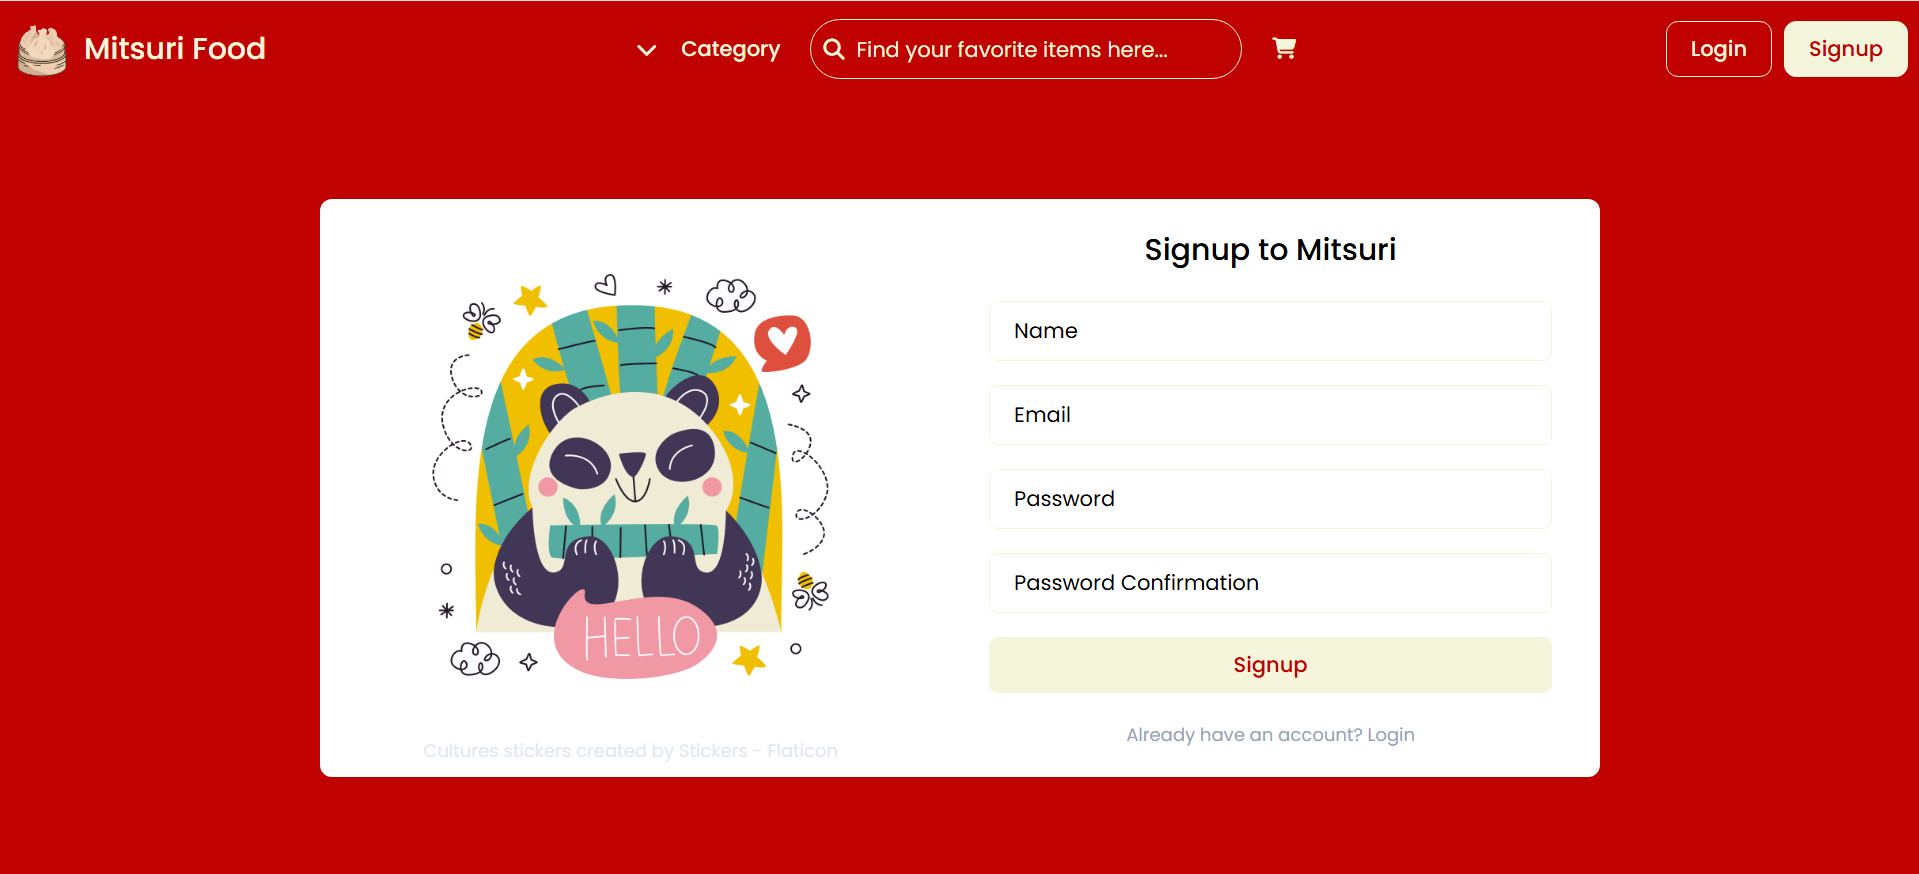 Mitsuri Food
Category
Find your favorite items here...
Login
Signup
HELLO
Cultures stickers created by Stickers - Flaticon
Signup to Mitsuri
Name
Email
Password
Password Confirmation
Signup
Already have an account? Login